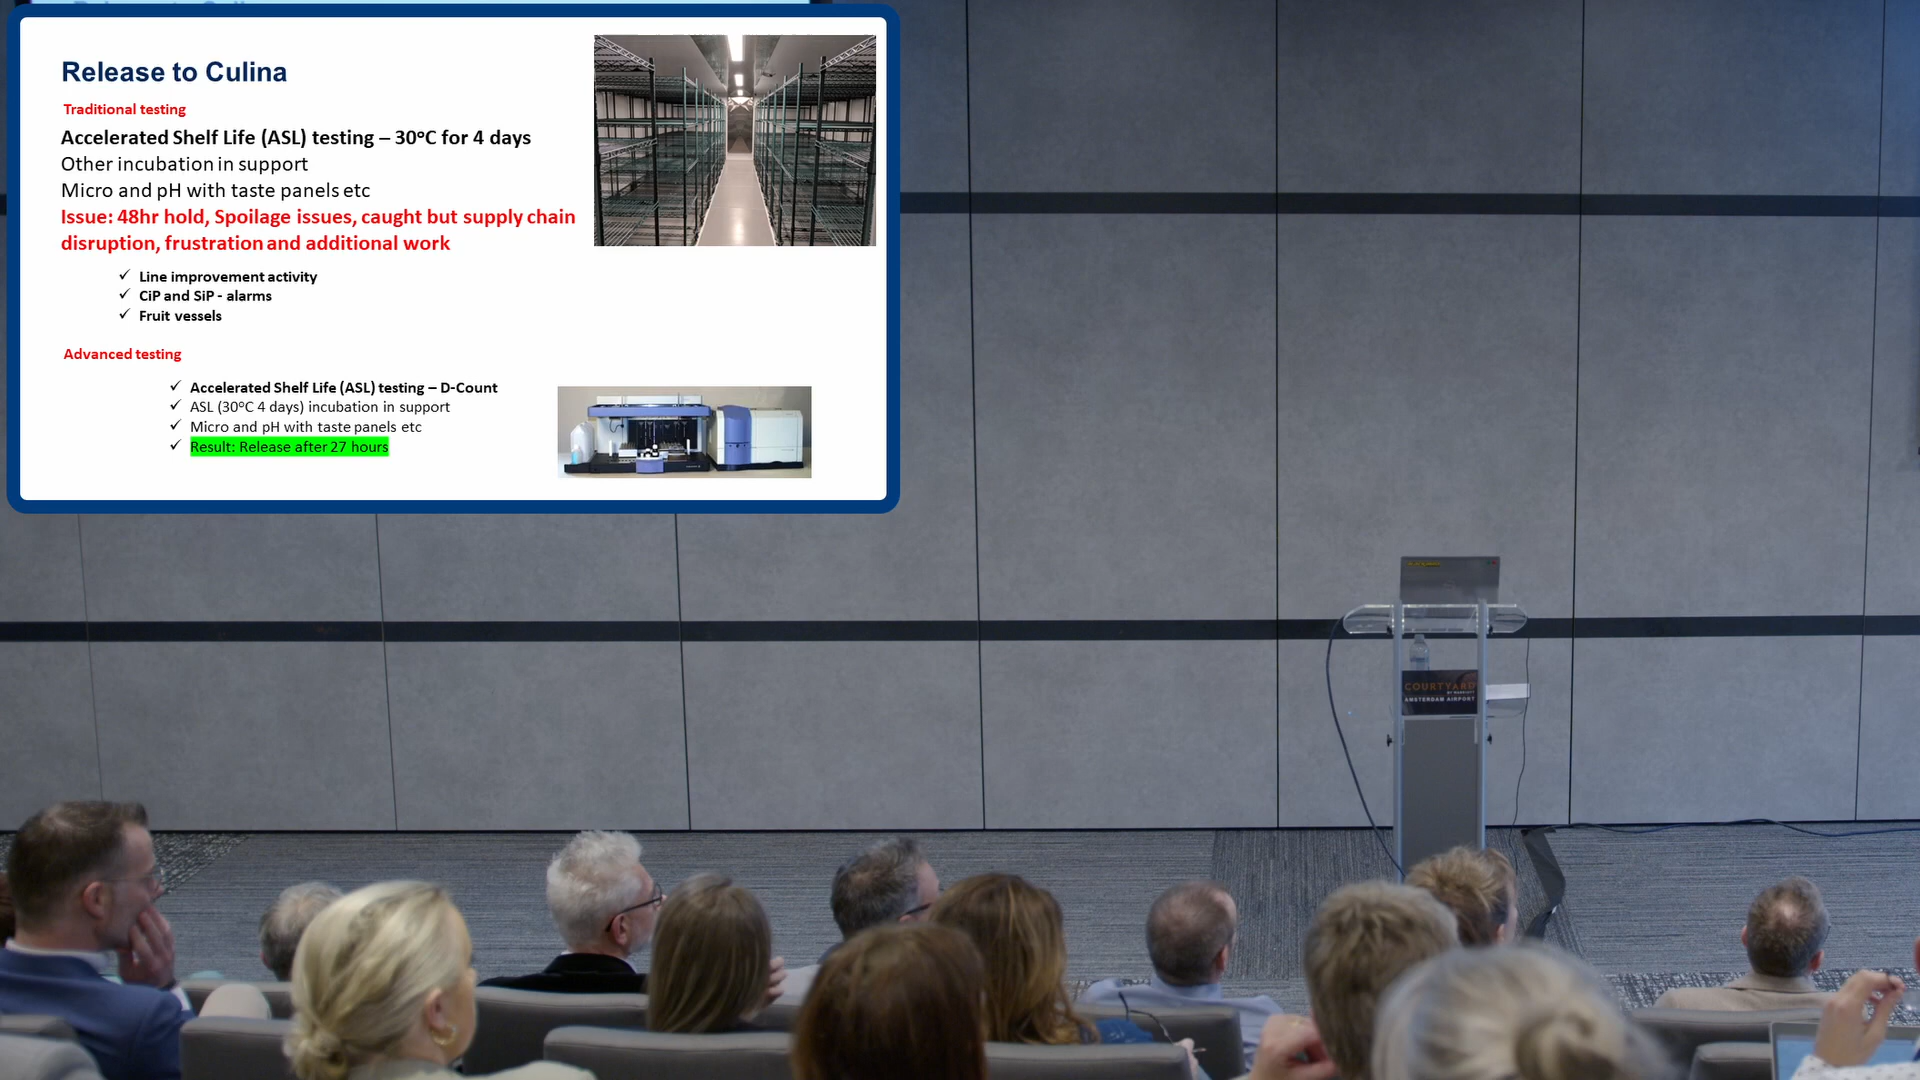 Release to Culina
Traditional testing
Accelerated Shelf Life (ASL) testing – 30°C for 4 days
Other incubation in support
Micro and pH with taste panels etc
Issue: 48hr hold, Spoilage issues, caught but supply chain
disruption, frustration and additional work
✓ Line improvement activity
✓ CiP and SiP - alarms
✓ Fruit vessels
Advanced testing
✓ Accelerated Shelf Life (ASL) testing – D-Count
✓ ASL (30°C 4 days) incubation in support
✓ Micro and pH with taste panels etc
✓ Result: Release after 27 hours
COURTYARD
BY MARRIOTT
AMSTERDAM AIRPORT